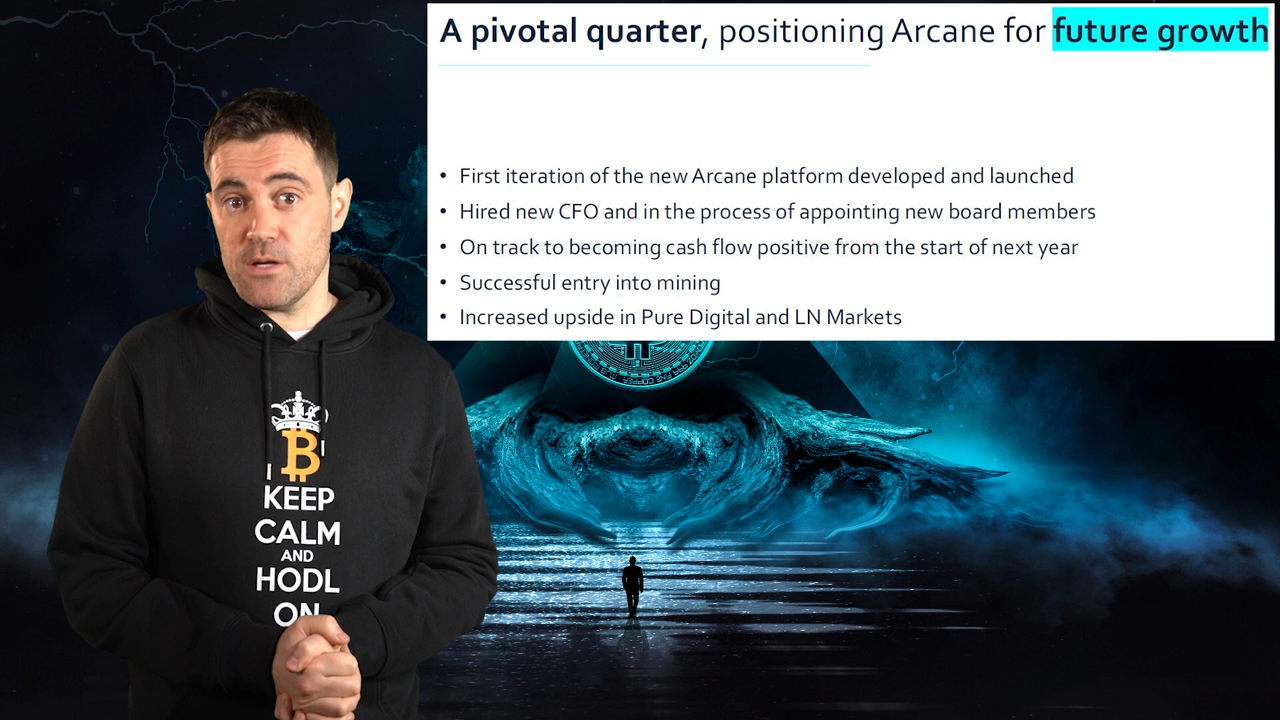 A pivotal quarter, positioning Arcane for future growth
• First iteration of the new Arcane platform developed and launched
• Hired new CFO and in the process of appointing new board members
• On track to becoming cash flow positive from the start of next year
• Successful entry into mining
• Increased upside in Pure Digital and LN Markets
KEEP
CALM
AND
HODL
ON